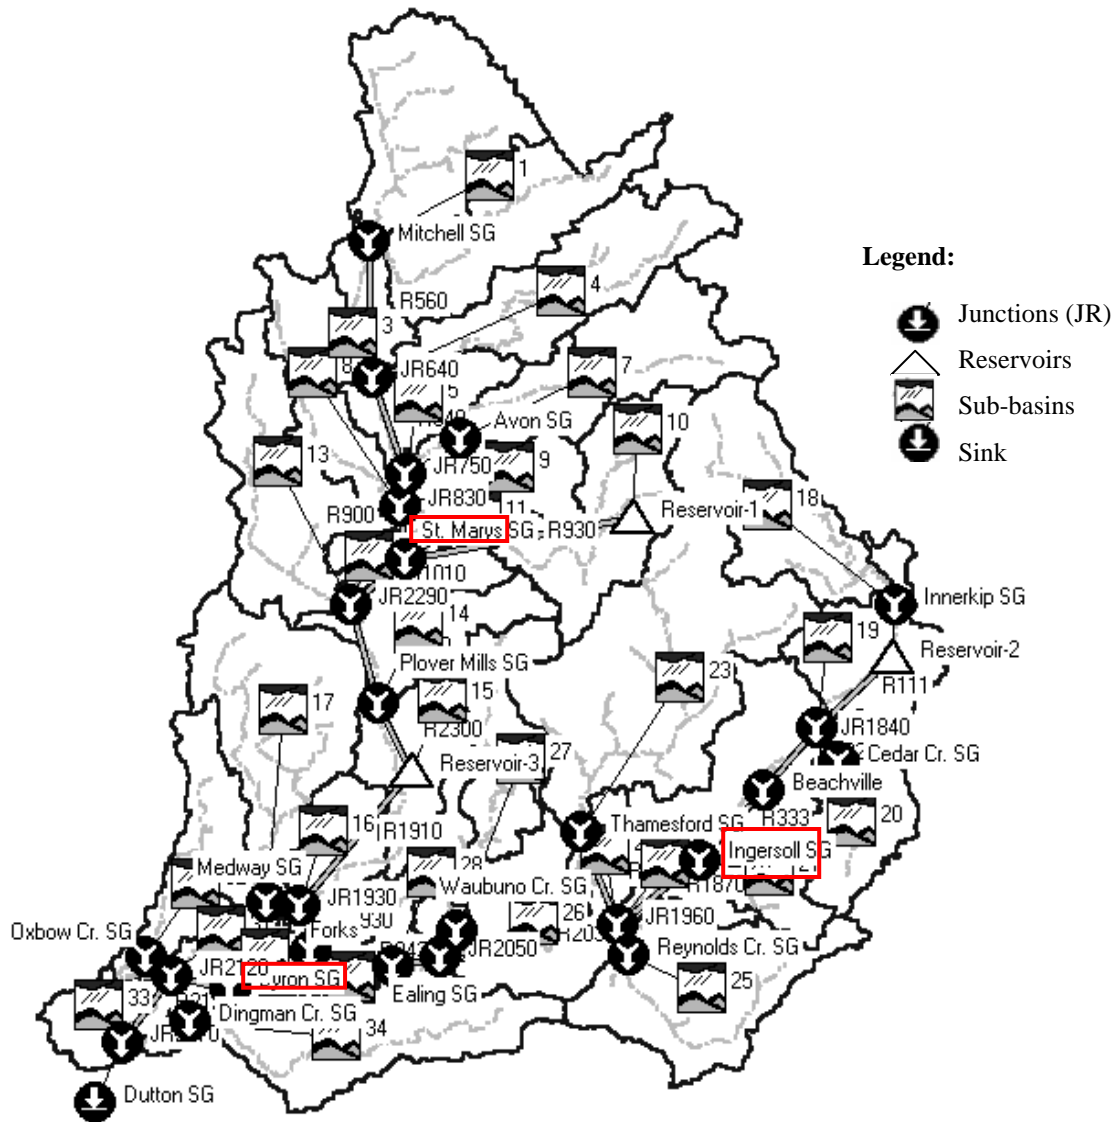 1
Mitchell SG
Legend:
4
R560
Junctions (JR)
3
Reservoirs
8
JR640
7
5
Sub-basins
10
Avon SG
Sink
13
9
JR750
18
JR830
11
Reservoir-1
R900
St. Marys SG
R930
JR2290
Innerkip SG
14
19
Reservoir-2
Plover Mills SG
23
R111
15
17
R2300
JR1840
27
Cedar Cr. SG
Reservoir-3
Beachville
R333
20
16
JR1910
Thamesford SG
Ingersoll SG
Medway SG
28
R1870
Waubuno Cr. SG
JR1930
26
JR1960
Oxbow Cr. SG
Forks
JR2050
Reynolds Cr. SG
JR2120
Byron SG
25
Ealing SG
33
Dingman Cr. SG
34
Dutton SG